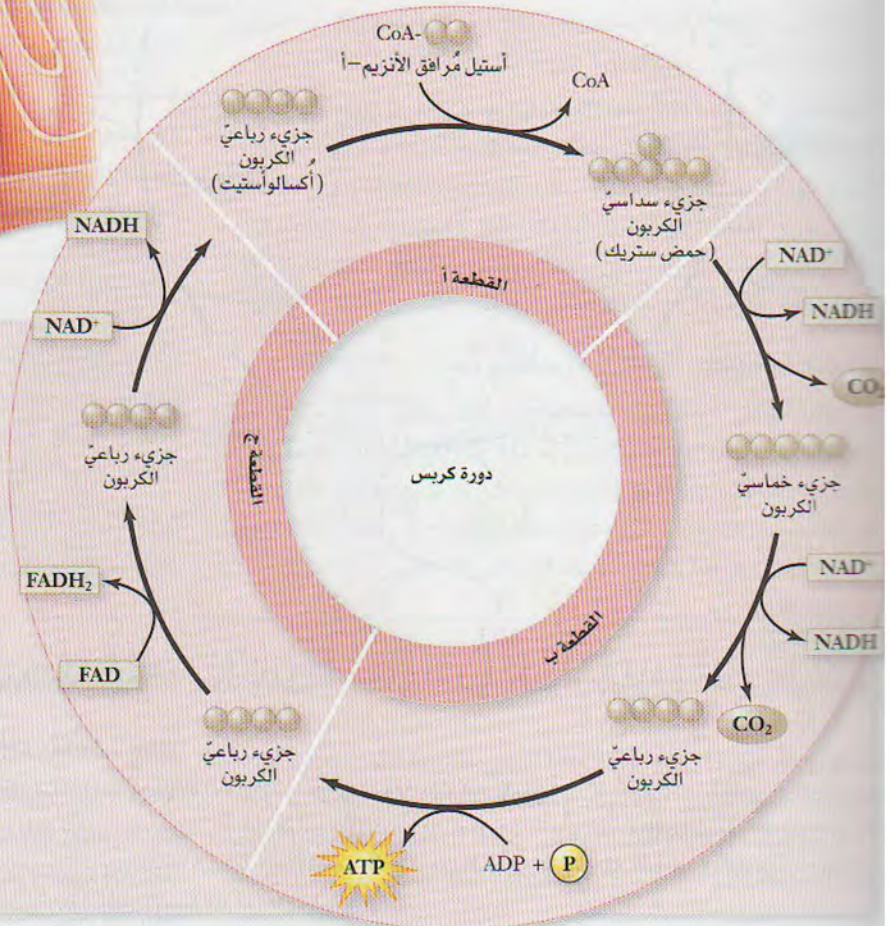 CoA-
أستيل مُرافق الأنزيم-أ
CoA
جزيء رباعيّ
الكربون
(أُكسالوأستيت)
جزيء سداسيّ
الكربون
(حمض ستريك)
NAD⁺
NADH
CO₂
جزيء خماسيّ
الكربون
NAD⁺
NADH
CO₂
جزيء رباعيّ
الكربون
ADP + P
ATP
جزيء رباعيّ
الكربون
FAD
FADH₂
جزيء رباعيّ
الكربون
NAD⁺
NADH
القطعة أ
القطعة ب
القطعة ج
دورة كربس